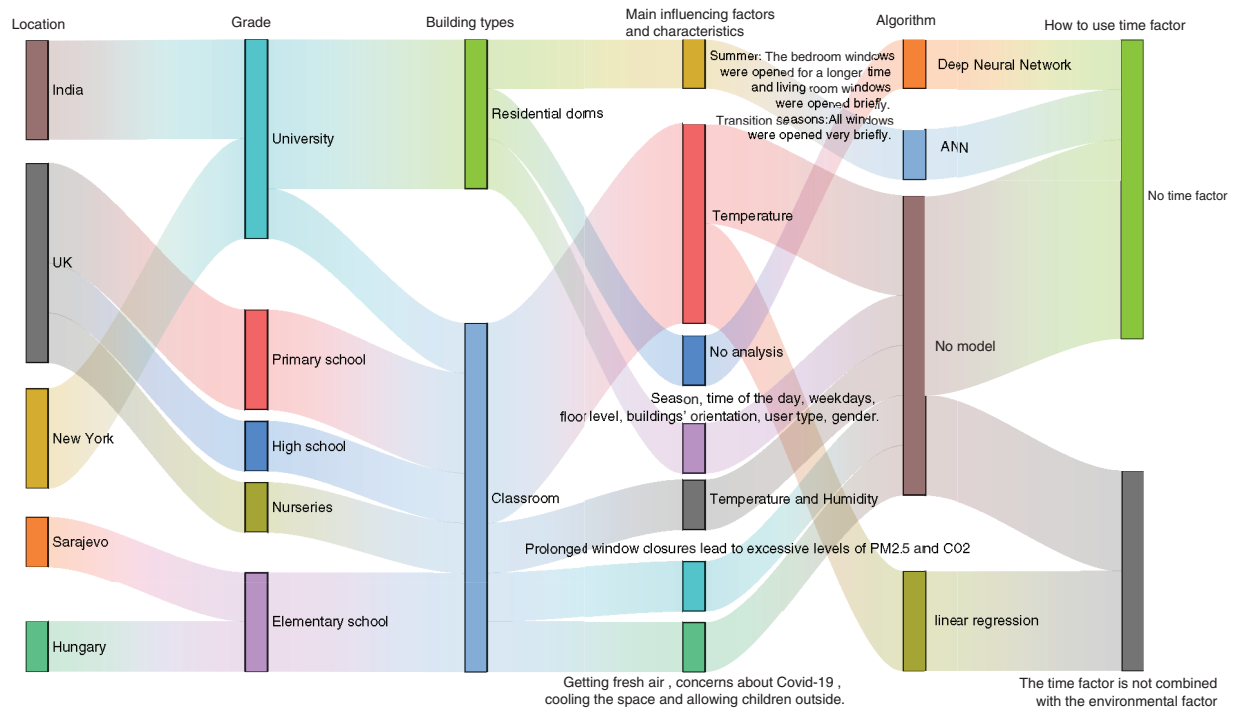 Location
Grade
Building types
Main influencing factors
and characteristics
Algorithm
How to use time factor
India
UK
New York
Sarajevo
Hungary
University
Primary school
High school
Nurseries
Elementary school
Residential doms
Classroom
Summer: The bedroom windows
were opened for a longer time
and living room windows
were opened briefly.
Transition seasons:All windows
were opened very briefly.
Temperature
No analysis
Season, time of the day, weekdays,
floor level, buildings' orientation, user type, gender.
Temperature and Humidity
Prolonged window closures lead to excessive levels of PM2.5 and C02
Getting fresh air , concerns about Covid-19 ,
cooling the space and allowing children outside.
Deep Neural Network
ANN
No model
linear regression
No time factor
The time factor is not combined
with the environmental factor